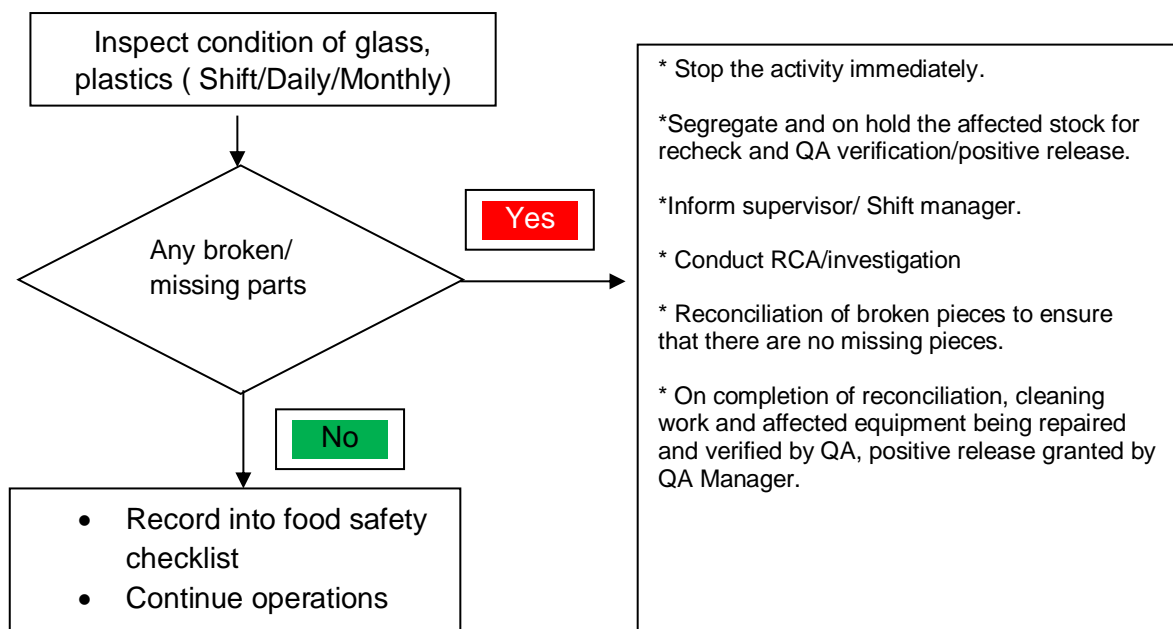 Inspect condition of glass,
plastics ( Shift/Daily/Monthly)
Any broken/
missing parts
Yes
* Stop the activity immediately.
*Segregate and on hold the affected stock for
recheck and QA verification/positive release.
*Inform supervisor/ Shift manager.
* Conduct RCA/investigation
* Reconciliation of broken pieces to ensure
that there are no missing pieces.
* On completion of reconciliation, cleaning
work and affected equipment being repaired
and verified by QA, positive release granted by
QA Manager.
No
• Record into food safety
checklist
• Continue operations